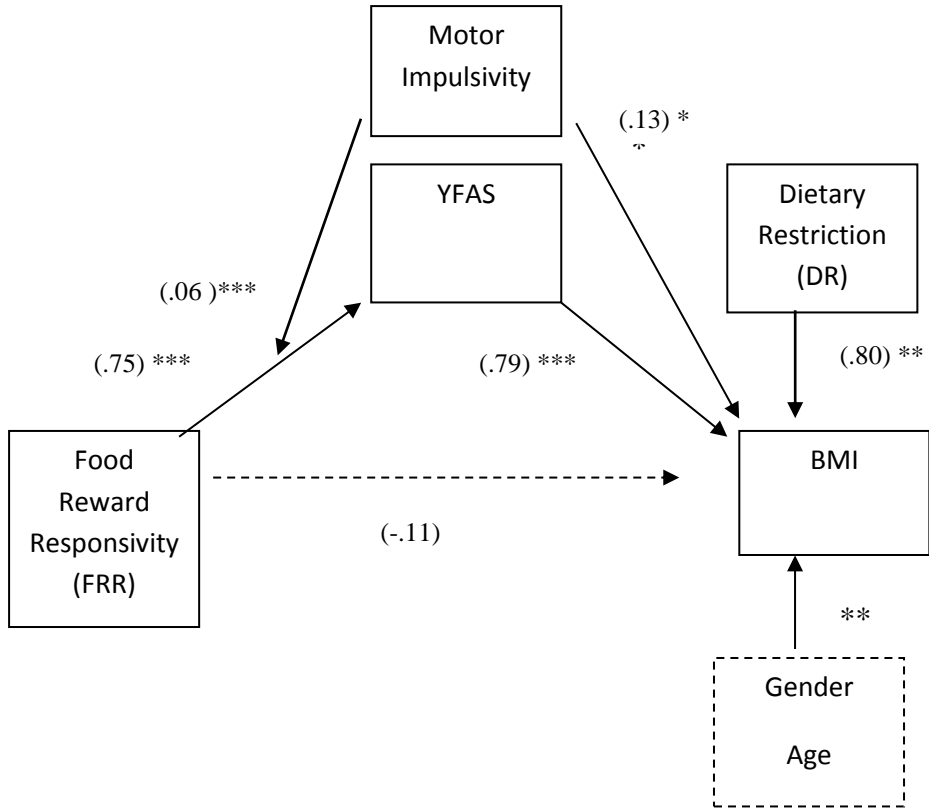 Motor
Impulsivity
(.13) *
*
YFAS
Dietary
Restriction
(DR)
(.06 )***
(.75) ***
(.79) ***
(.80) **
Food
Reward
Responsivity
(FRR)
BMI
(-.11)
**
Gender
Age